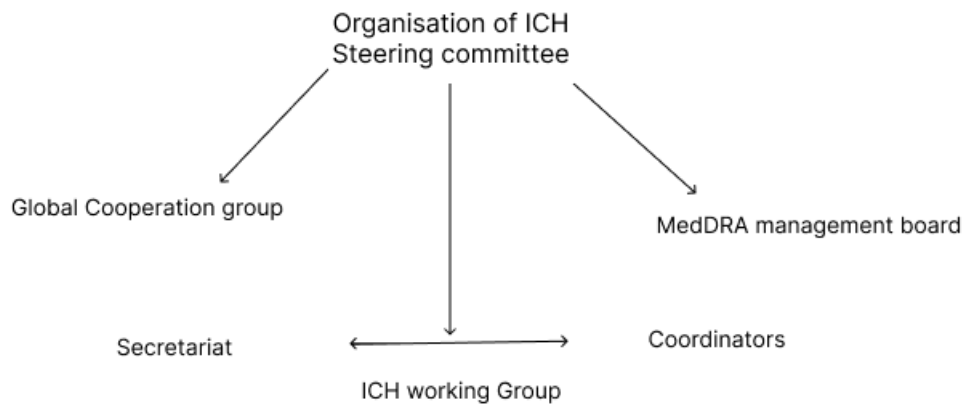 Organisation of ICH
Steering committee
Global Cooperation group
MedDRA management board
Secretariat
Coordinators
ICH working Group